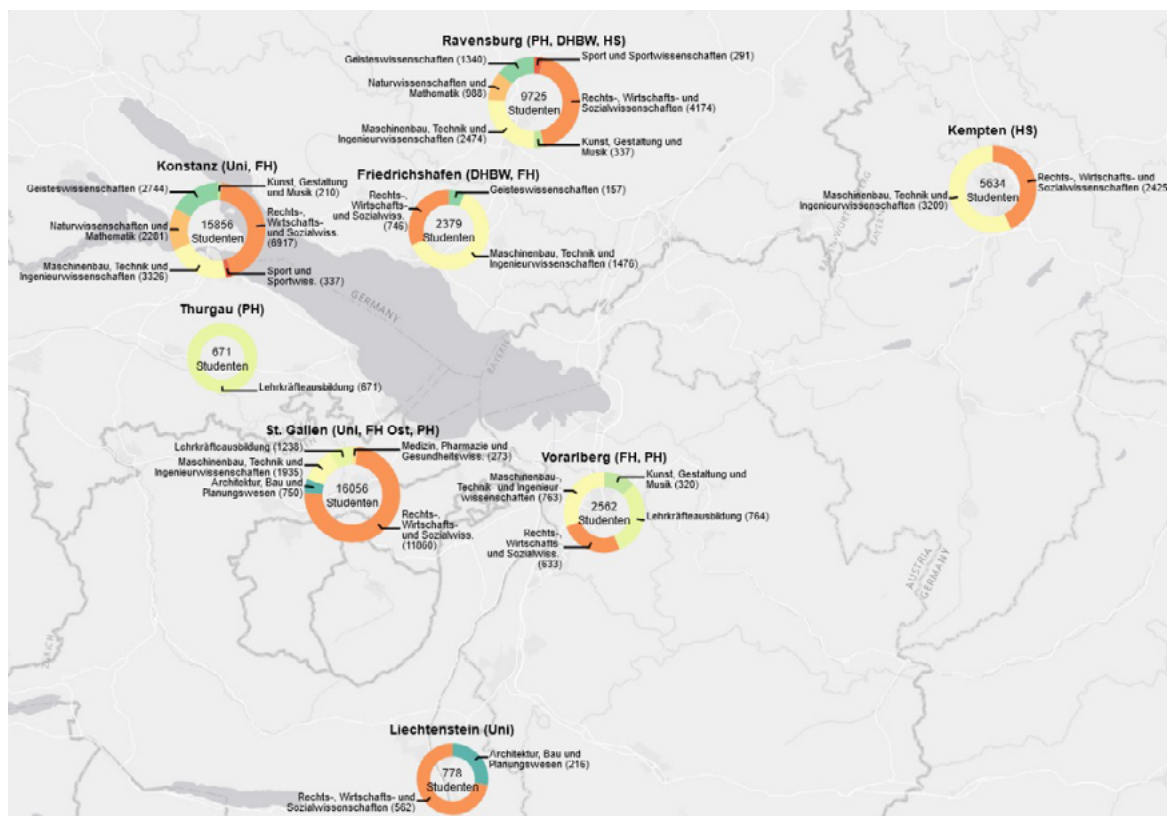 Ravensburg (PH, DHBW, HS)
Geisteswissenschaften (1340)
Sport und Sportwissenschaften (291)
Naturwissenschaften und
Mathematik (988)
9725
Studenten
Rechts-, Wirtschafts- und
Sozialwissenschaften (4174)
Maschinenbau, Technik und
Ingenieurwissenschaften (2474)
Kunst, Gestaltung und
Musik (337)
Kempten (HS)
5634
Studenten
Rechts-, Wirtschafts- und
Sozialwissenschaften (2425
Maschinenbau, Technik und
Ingenieurwissenschaften (3209)
Konstanz (Uni, FH)
Geisteswissenschaften (2744)
Kunst, Gestaltung
und Musik (210)
Naturwissenschaften und
Mathematik (2281)
15856
Studenten
Rechts-,
Wirtschafts-
und Sozialwiss.
(6917)
Maschinenbau, Technik und
Ingenieurwissenschaften (3326)
Sport und
Sportwiss. (337)
Friedrichshafen (DHBW, FH)
Rechts-,
Wirtschafts-
und Sozialwiss.
(746)
Geisteswissenschaften (157)
2379
Studenten
Maschinenbau, Technik und
Ingenieurwissenschaften (1476)
GERMANY
BAYERN
BAYERN
Thurgau (PH)
671
Studenten
Lehrkräfteausbildung (671)
St. Gallen (Uni, FH Ost, PH)
Lehrkräfteausbildung (1238)
Medizin, Pharmazie und
Gesundheitswiss. (273)
Maschinenbau, Technik und
Ingenieurwissenschaften (1935)
Architektur, Bau und
Planungswesen (750)
16056
Studenten
Rechts-,
Wirtschafts-
und Sozialwiss.
(11860)
Vorarlberg (FH, PH)
Maschinenbau-,
Technik und Ingenieur
wissenschaften (763)
Kunst, Gestaltung und
Musik (320)
2562
Studenten
Lehrkräfteausbildung (764)
Rechts-,
Wirtschafts
und Sozialwiss.
(633)
AUSTRIA
GERMANY
ZÜRICH
Liechtenstein (Uni)
Architektur, Bau und
Planungswesen (216)
778
Studenten
Rechts-, Wirtschafts- und
Sozialwissenschaften (562)